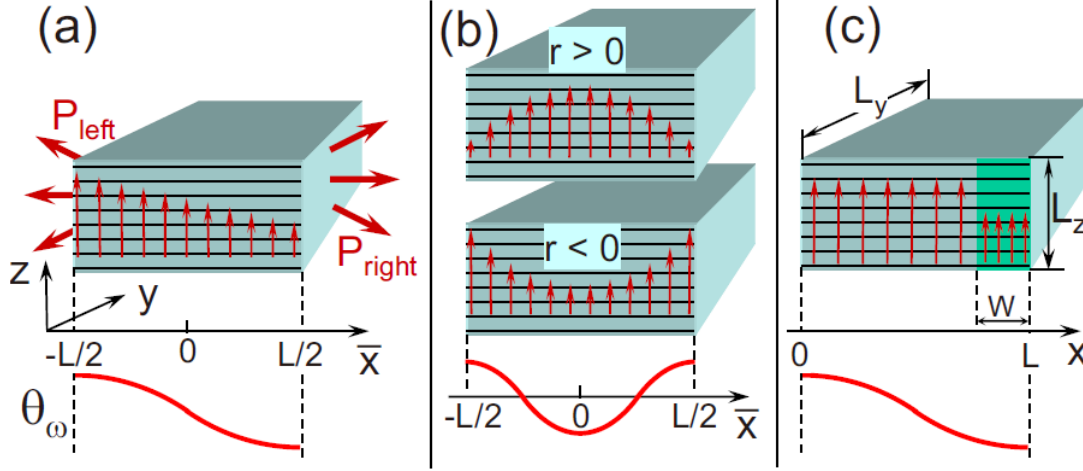 (a)
P_left
P_right
z
y
-L/2
0
L/2
x̅
θ_ω
(b)
r > 0
r < 0
-L/2
0
L/2
x̅
(c)
L_y
L_z
W
0
L
x